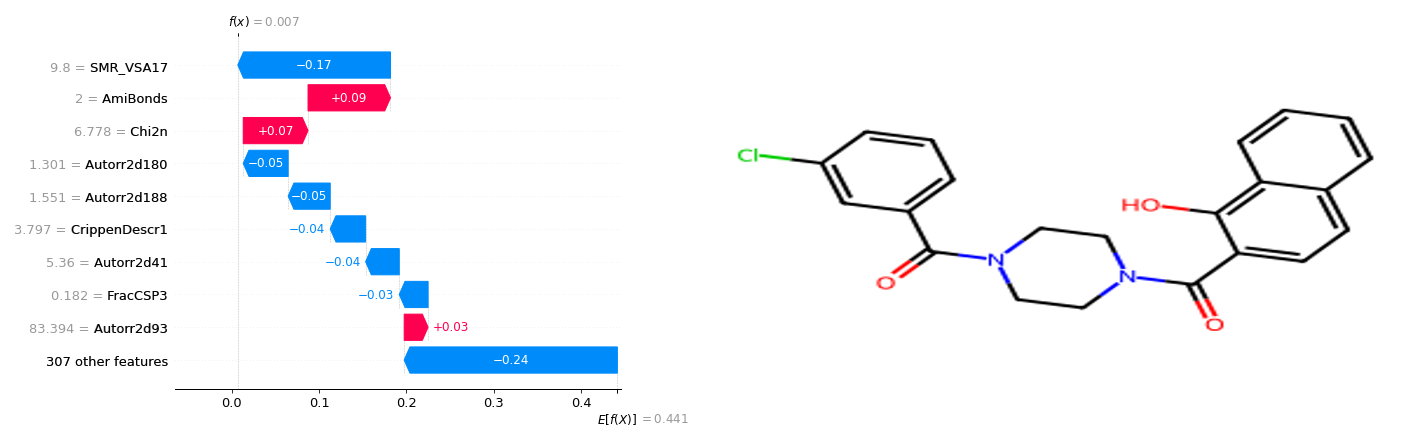 f(x) = 0.007
9.8 = SMR_VSA17
−0.17
2 = AmiBonds
+0.09
6.778 = Chi2n
+0.07
1.301 = Autorr2d180
−0.05
1.551 = Autorr2d188
−0.05
3.797 = CrippenDescr1
−0.04
5.36 = Autorr2d41
−0.04
0.182 = FracCSP3
−0.03
83.394 = Autorr2d93
+0.03
307 other features
−0.24
0.0 0.1 0.2 0.3 0.4
E[f(X)] = 0.441
Cl
HO
N
O
N
O